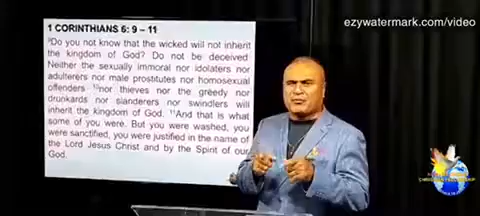 ezywatermark.com/video
1 CORINTHIANS 6: 9 – 11
⁹Do you not know that the wicked will not inherit
the kingdom of God? Do not be deceived
Neither the sexually immoral nor idolaters nor
adulterers nor male prostitutes nor homosexual
offenders ¹⁰nor thieves nor the greedy nor
drunkards nor slanderers nor swindlers will
inherit the kingdom of God. ¹¹And that is what
some of you were. But you were washed, you
were sanctified, you were justified in the name of
the Lord Jesus Christ and by the Spirit of our
God.